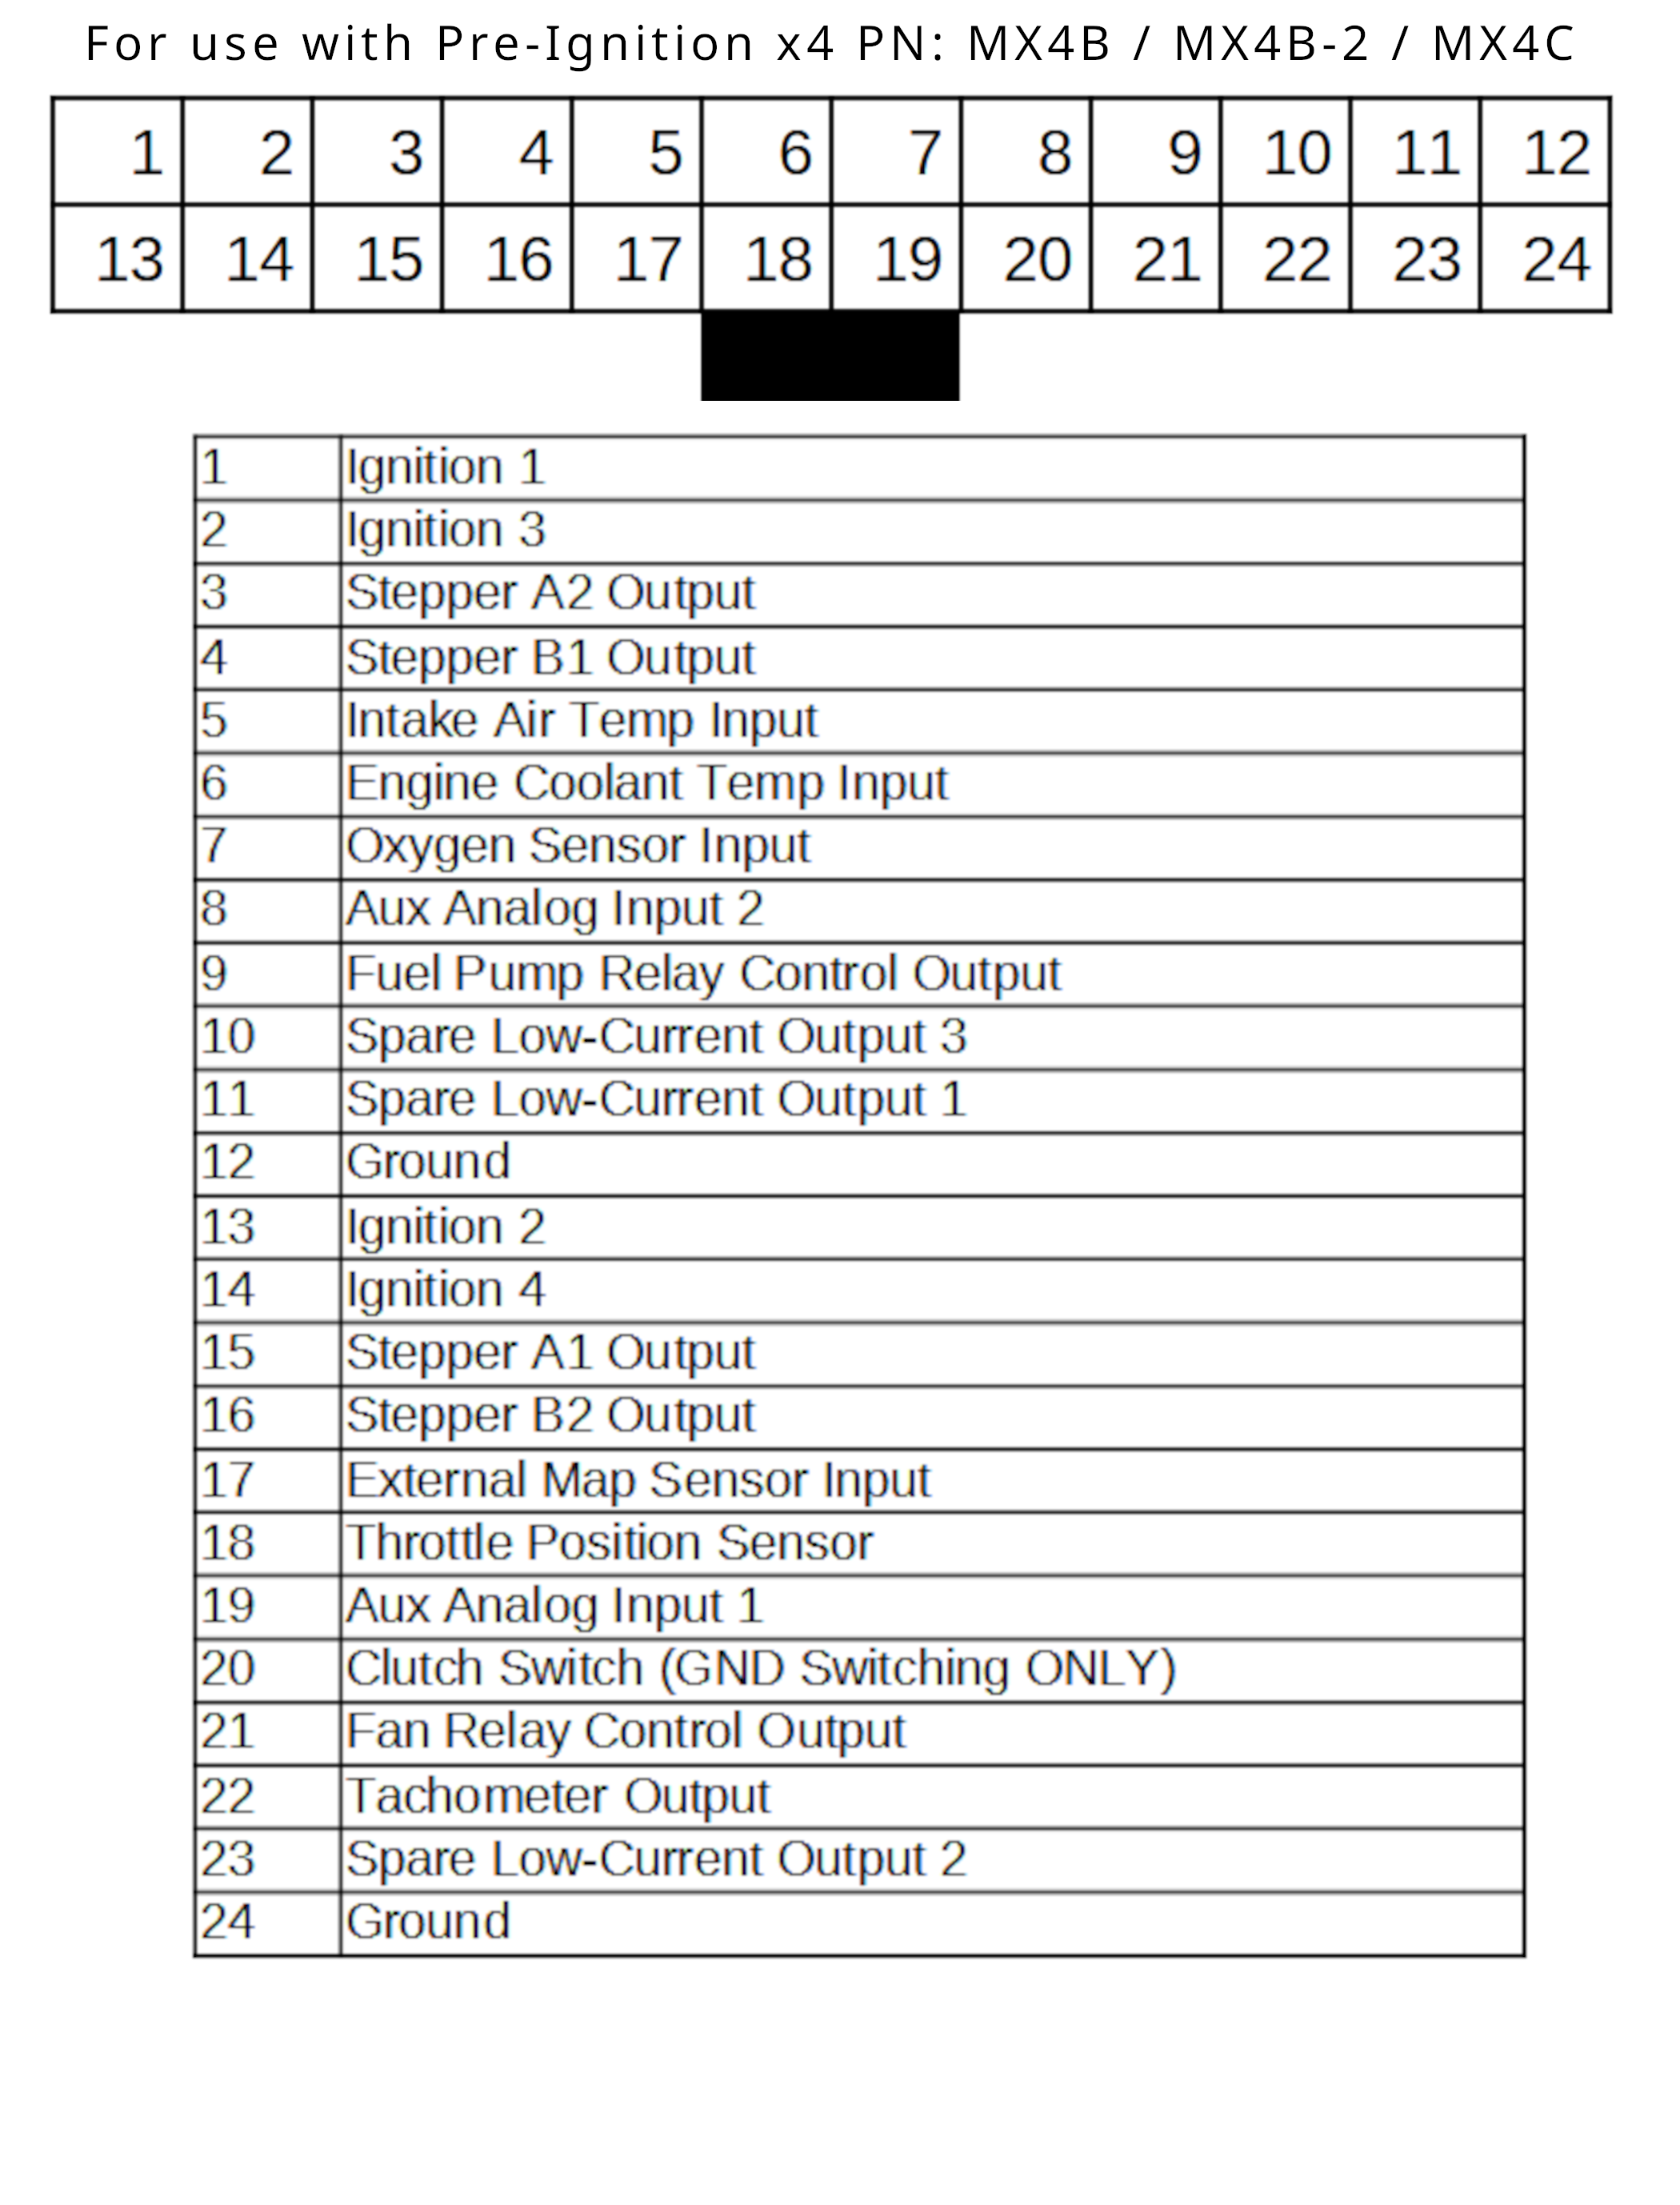 For use with Pre-Ignition x4 PN: MX4B / MX4B-2 / MX4C
1 2 3 4 5 6 7 8 9 10 11 12
13 14 15 16 17 18 19 20 21 22 23 24
1 Ignition 1
2 Ignition 3
3 Stepper A2 Output
4 Stepper B1 Output
5 Intake Air Temp Input
6 Engine Coolant Temp Input
7 Oxygen Sensor Input
8 Aux Analog Input 2
9 Fuel Pump Relay Control Output
10 Spare Low-Current Output 3
11 Spare Low-Current Output 1
12 Ground
13 Ignition 2
14 Ignition 4
15 Stepper A1 Output
16 Stepper B2 Output
17 External Map Sensor Input
18 Throttle Position Sensor
19 Aux Analog Input 1
20 Clutch Switch (GND Switching ONLY)
21 Fan Relay Control Output
22 Tachometer Output
23 Spare Low-Current Output 2
24 Ground